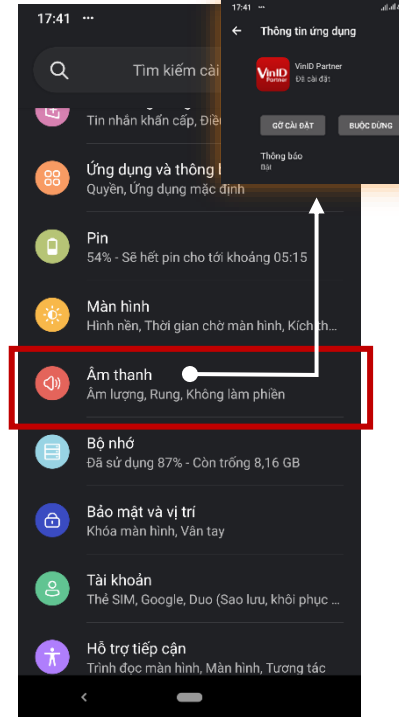 17:41 ...
Tìm kiếm cài
Tin nhắn khẩn cấp, Điề
Ứng dụng và thông b
Quyền, Ứng dụng mặc định
Pin
54% - Sẽ hết pin cho tới khoảng 05:15
Màn hình
Hình nền, Thời gian chờ màn hình, Kích th...
Âm thanh
Âm lượng, Rung, Không làm phiền
Bộ nhớ
Đã sử dụng 87% - Còn trống 8,16 GB
Bảo mật và vị trí
Khóa màn hình, Vân tay
Tài khoản
Thẻ SIM, Google, Duo (Sao lưu, khôi phục ...
Hỗ trợ tiếp cận
Trình đọc màn hình, Màn hình, Tương tác
17:41 ...
Thông tin ứng dụng
VinID
Partner
VinID Partner
Đã cài đặt
GỠ CÀI ĐẶT
BUỘC DỪNG
Thông báo
Bật